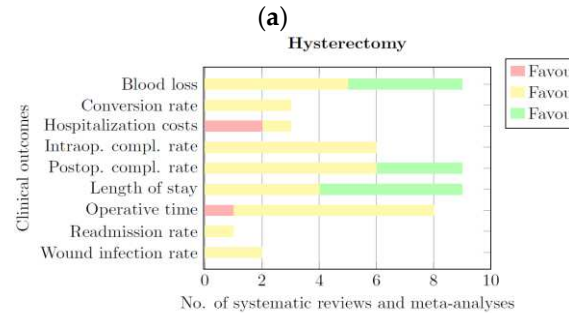 (a)
Hysterectomy
Blood loss
Conversion rate
Hospitalization costs
Intraop. compl. rate
Postop. compl. rate
Length of stay
Operative time
Readmission rate
Wound infection rate
Clinical outcomes
0 2 4 6 8 10
No. of systematic reviews and meta-analyses
Favou
Favou
Favou